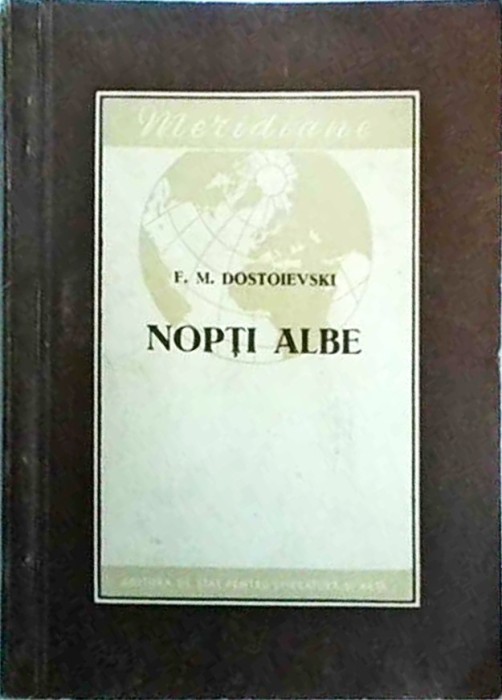 Meridiane
F. M. DOSTOIEVSKI
NOPȚI ALBE
EDITURA DE STAT PENTRU LITERATURĂ ȘI ARTĂ